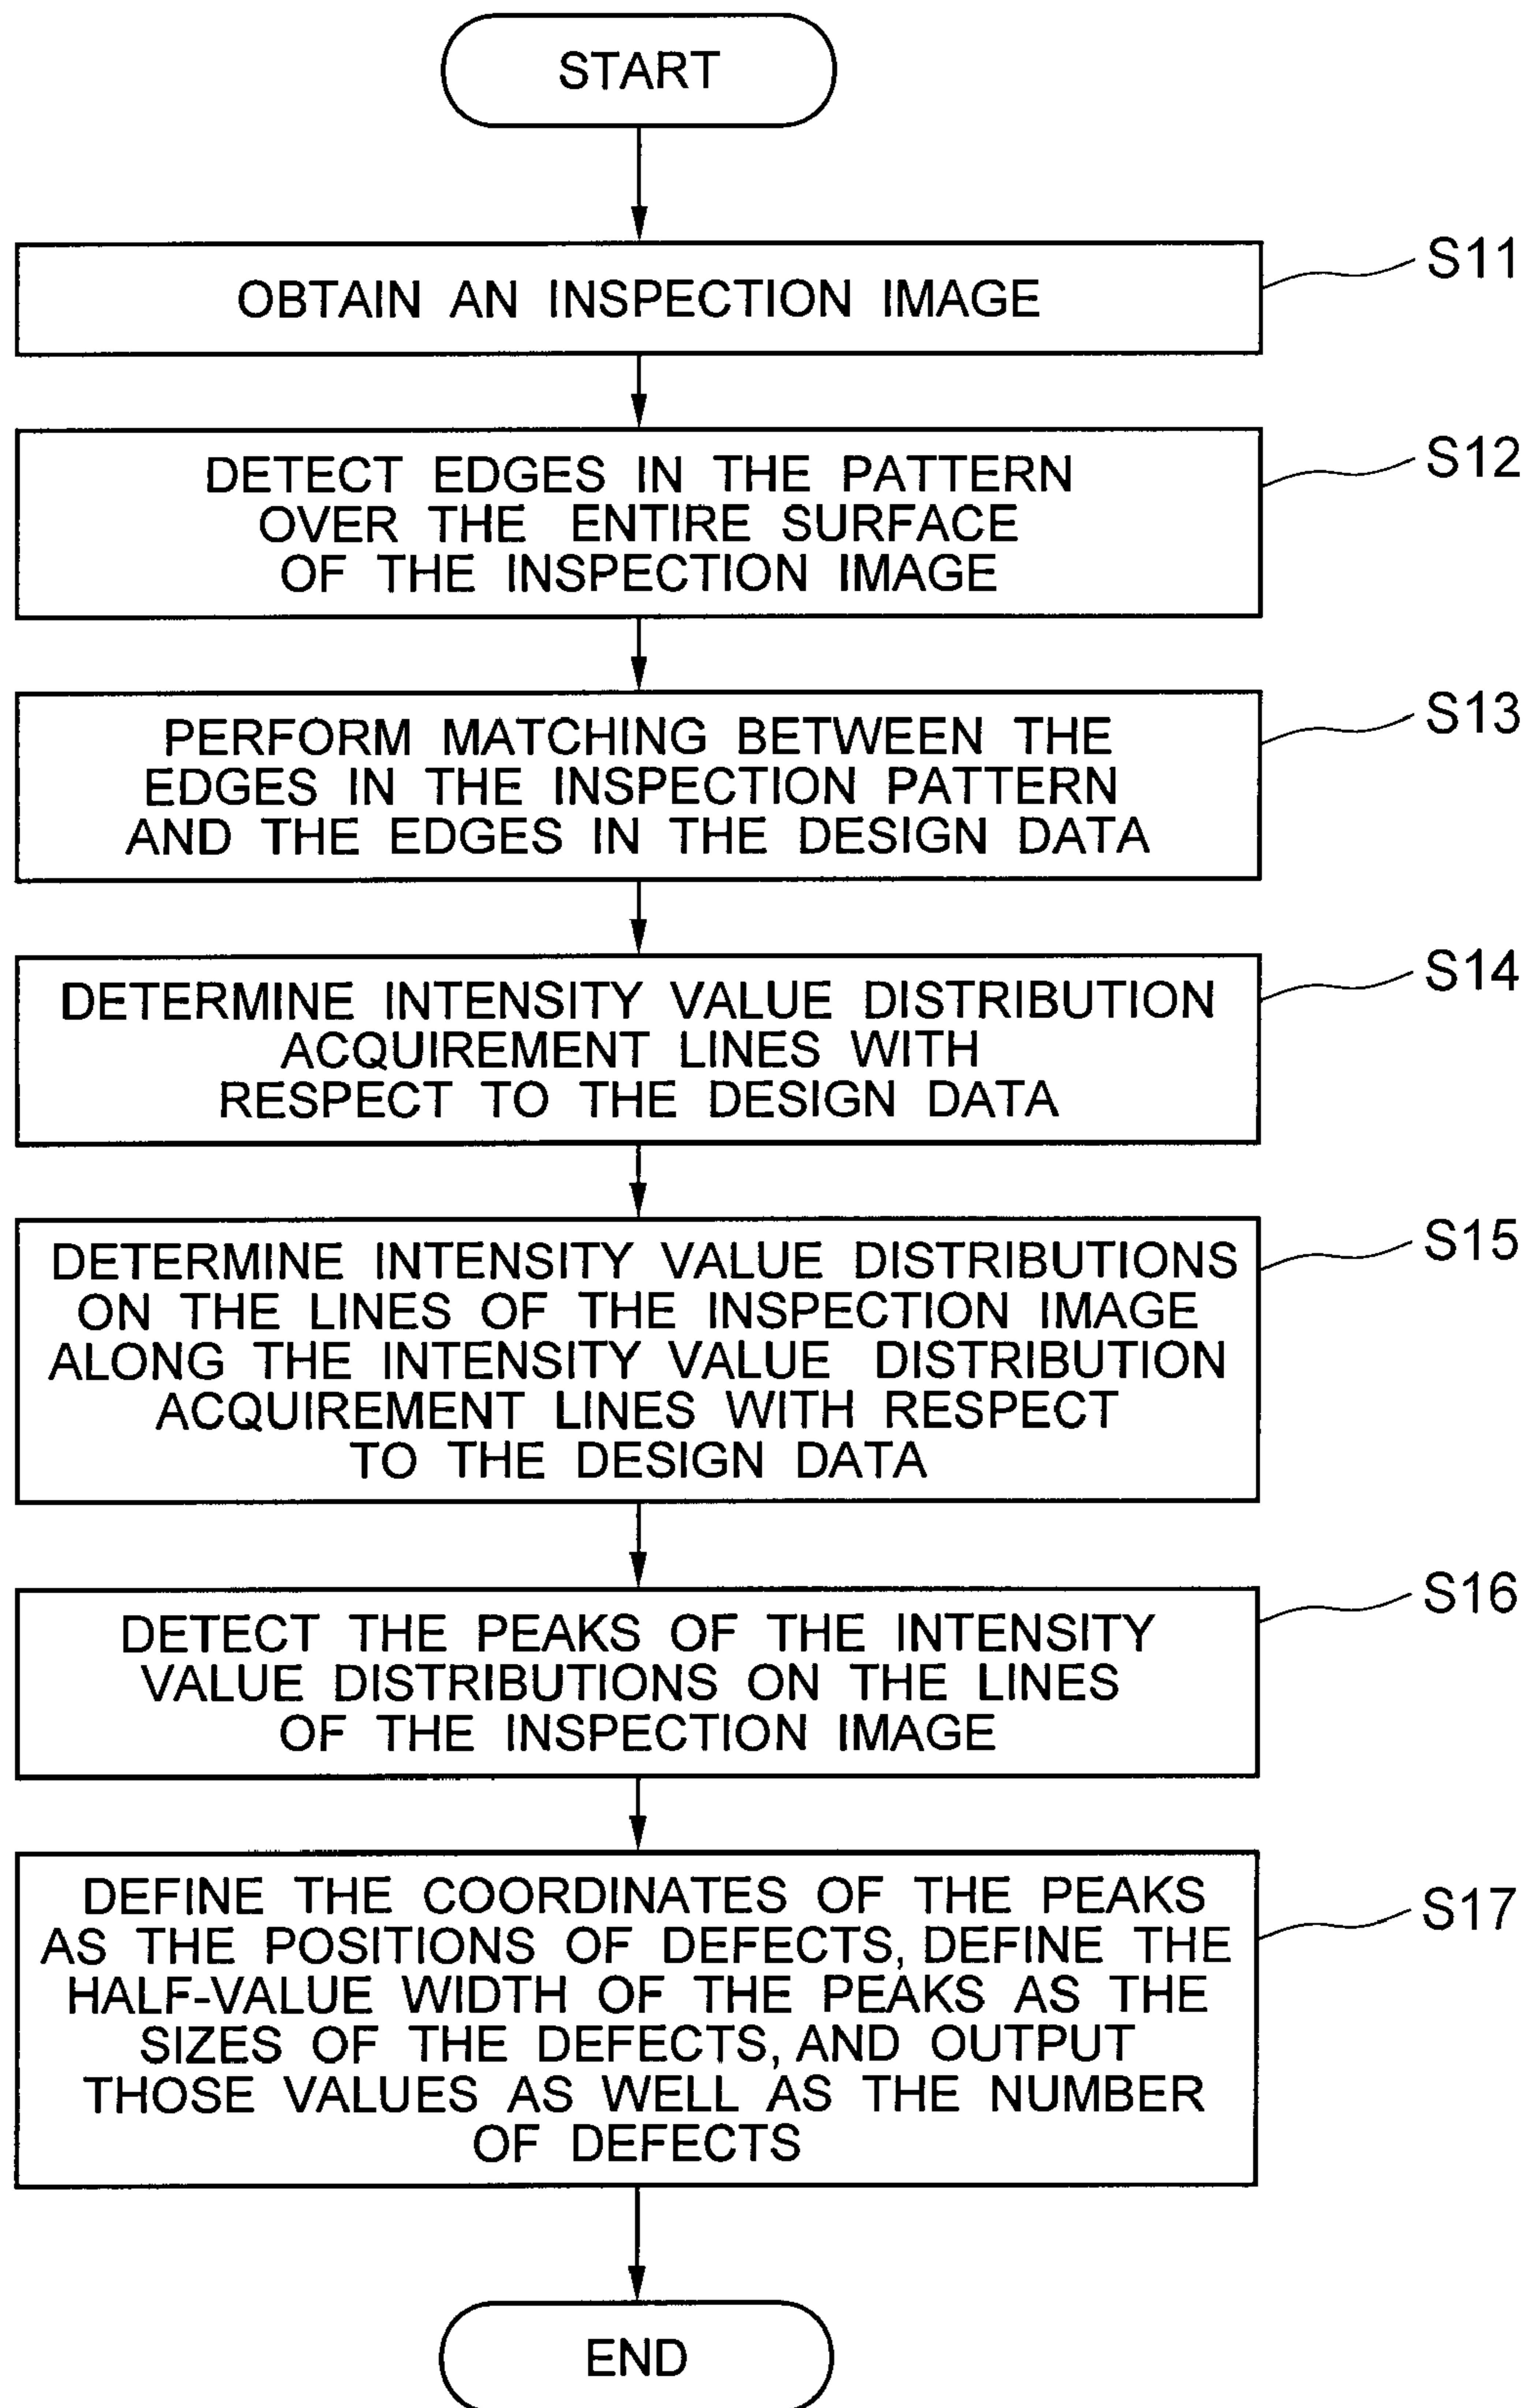 START
S11
OBTAIN AN INSPECTION IMAGE
S12
DETECT EDGES IN THE PATTERN
OVER THE ENTIRE SURFACE
OF THE INSPECTION IMAGE
S13
PERFORM MATCHING BETWEEN THE
EDGES IN THE INSPECTION PATTERN
AND THE EDGES IN THE DESIGN DATA
S14
DETERMINE INTENSITY VALUE DISTRIBUTION
ACQUIREMENT LINES WITH
RESPECT TO THE DESIGN DATA
S15
DETERMINE INTENSITY VALUE DISTRIBUTIONS
ON THE LINES OF THE INSPECTION IMAGE
ALONG THE INTENSITY VALUE DISTRIBUTION
ACQUIREMENT LINES WITH RESPECT
TO THE DESIGN DATA
S16
DETECT THE PEAKS OF THE INTENSITY
VALUE DISTRIBUTIONS ON THE LINES
OF THE INSPECTION IMAGE
S17
DEFINE THE COORDINATES OF THE PEAKS
AS THE POSITIONS OF DEFECTS, DEFINE THE
HALF-VALUE WIDTH OF THE PEAKS AS THE
SIZES OF THE DEFECTS, AND OUTPUT
THOSE VALUES AS WELL AS THE NUMBER
OF DEFECTS
END